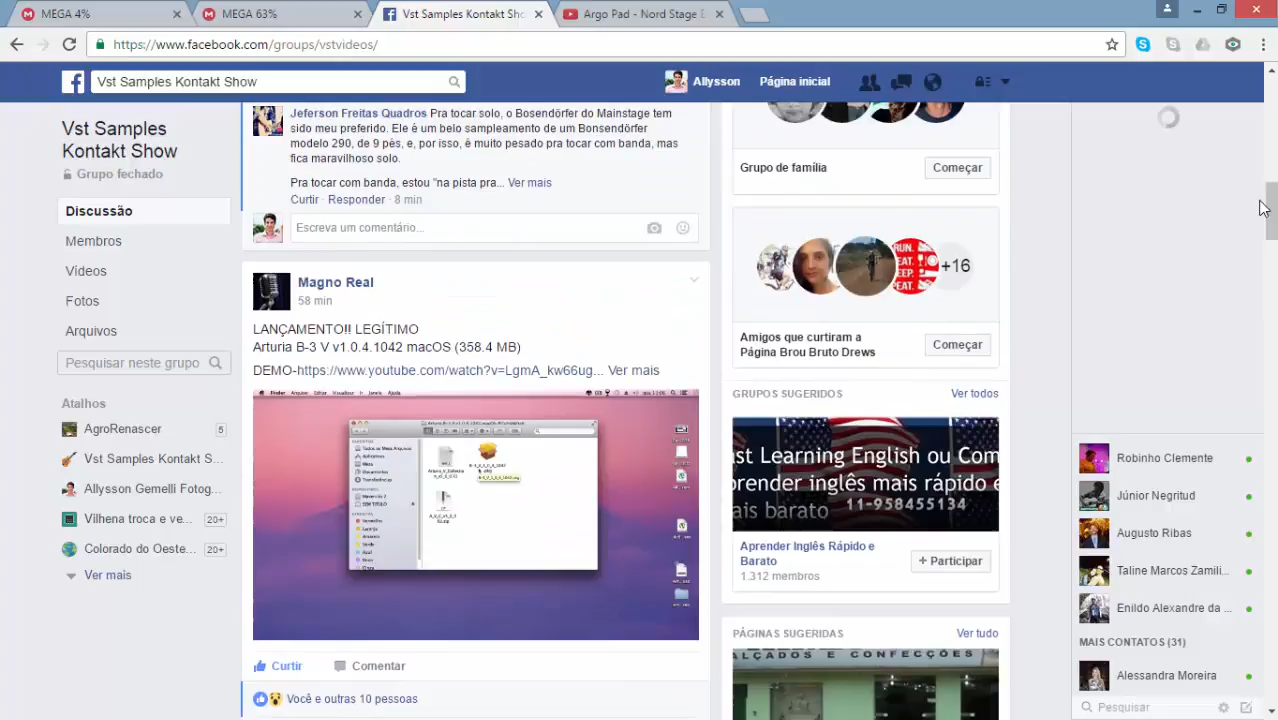 MEGA 4%
MEGA 63%
Vst Samples Kontakt Sho
Argo Pad - Nord Stage E
https://www.facebook.com/groups/vstvideos/
Vst Samples Kontakt Show
Allysson
Página inicial
Vst Samples
Kontakt Show
Grupo fechado
Discussão
Membros
Vídeos
Fotos
Arquivos
Pesquisar neste grupo
Atalhos
AgroRenascer
5
Vst Samples Kontakt S...
Allysson Gemelli Fotog...
Vilhena troca e ve...
20+
Colorado do Oeste...
20+
Ver mais
Jeferson Freitas Quadros Pra tocar solo, o Bosendörfer do Mainstage tem
sido meu preferido. Ele é um belo sampleamento de um Bonsendörfer
modelo 290, de 9 pés, e, por isso, é muito pesado pra tocar com banda, mas
fica maravilhoso solo.
Pra tocar com banda, estou "na pista pra... Ver mais
Curtir · Responder · 8 min
Escreva um comentário...
Magno Real
58 min
LANÇAMENTO!! LEGÍTIMO
Arturia B-3 V v1.0.4.1042 macOS (358.4 MB)
DEMO-https://www.youtube.com/watch?v=LgmA_kw66ug... Ver mais
Curtir
Comentar
Você e outras 10 pessoas
Grupo de família
Começar
RUN.
EAT.
EEP.
PEAT.
+16
Amigos que curtiram a
Página Brou Bruto Drews
Começar
GRUPOS SUGERIDOS
Ver todos
st Learning English ou Com
prender inglês mais rápido e
ais barato
11-958455134
Aprender Inglês Rápido e
Barato
1.312 membros
+ Participar
PÁGINAS SUGERIDAS
Ver tudo
ALÇADOS E CONFECÇÕES
Robinho Clemente
Júnior Negritud
Augusto Ribas
Taline Marcos Zamili...
Enildo Alexandre da ...
MAIS CONTATOS (31)
Alessandra Moreira
Pesquisar